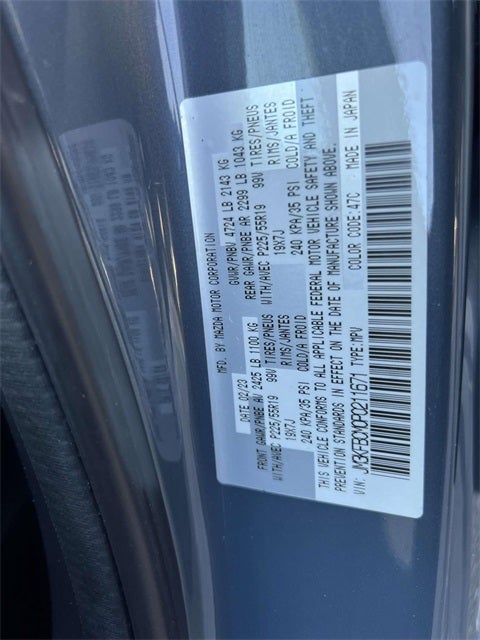 MFD. BY MAZDA MOTOR CORPORATION
DATE 02/23 GVWR/PNBV 4724 LB 2143 KG
FRONT GAWR/PNBE AV 2425 LB 1100 KG REAR GAWR/PNBE AR 2299 LB 1043 KG
WITH/AVEC P225/55R19 99V TIRES/PNEUS WITH/AVEC P225/55R19 99V TIRES/PNEUS
19X7J RIMS/JANTES 19X7J RIMS/JANTES
240 KPA/35 PSI COLD/A FROID 240 KPA/35 PSI COLD/A FROID
THIS VEHICLE CONFORMS TO ALL APPLICABLE FEDERAL MOTOR VEHICLE SAFETY AND THEFT
PREVENTION STANDARDS IN EFFECT ON THE DATE OF MANUFACTURE SHOWN ABOVE.
TYPE:MPV COLOR CODE:47C MADE IN JAPAN